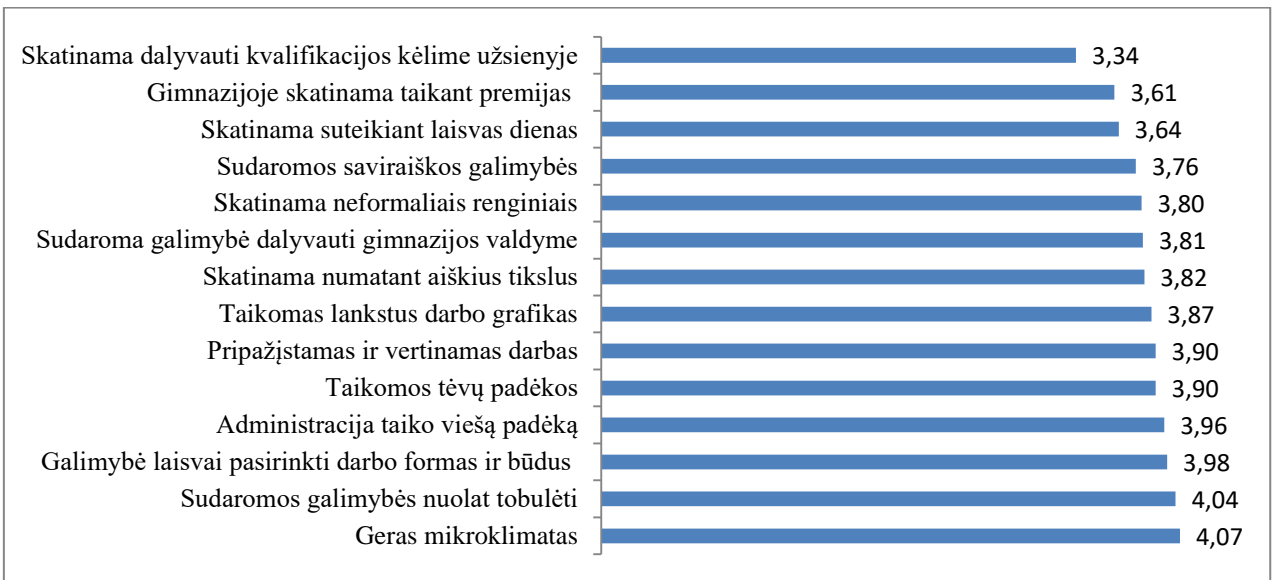 Skatinama dalyvauti kvalifikacijos kėlime užsienyje 3,34
Gimnazijoje skatinama taikant premijas 3,61
Skatinama suteikiant laisvas dienas 3,64
Sudaromos saviraiškos galimybės 3,76
Skatinama neformaliais renginiais 3,80
Sudaroma galimybė dalyvauti gimnazijos valdyme 3,81
Skatinama numatant aiškius tikslus 3,82
Taikomas lankstus darbo grafikas 3,87
Pripažįstamas ir vertinamas darbas 3,90
Taikomos tėvų padėkos 3,90
Administracija taiko viešą padėką 3,96
Galimybė laisvai pasirinkti darbo formas ir būdus 3,98
Sudaromos galimybės nuolat tobulėti 4,04
Geras mikroklimatas 4,07